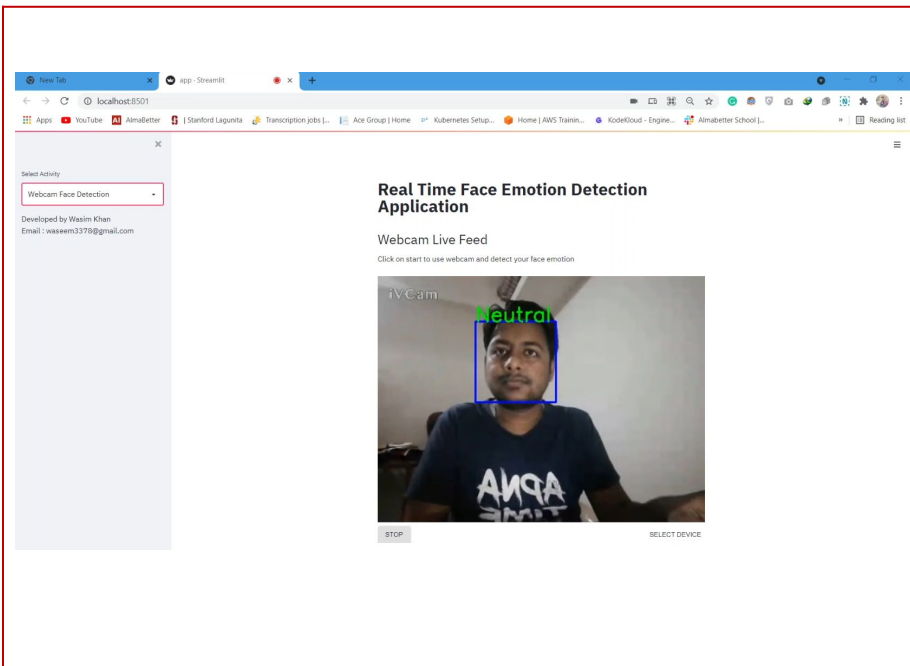 New Tab
app · Streamlit
localhost:8501
Apps
YouTube
AlmaBetter
| Stanford Lagunita
Transcription jobs |...
Ace Group | Home
Kubernetes Setup...
Home | AWS Trainin...
KodeKloud - Engine...
Almabetter School |...
Reading list
Select Activity
Webcam Face Detection
Developed by Wasim Khan
Email : waseem3378@gmail.com
Real Time Face Emotion Detection
Application
Webcam Live Feed
Click on start to use webcam and detect your face emotion
iVCam
Neutral
APNA
TIME
STOP
SELECT DEVICE